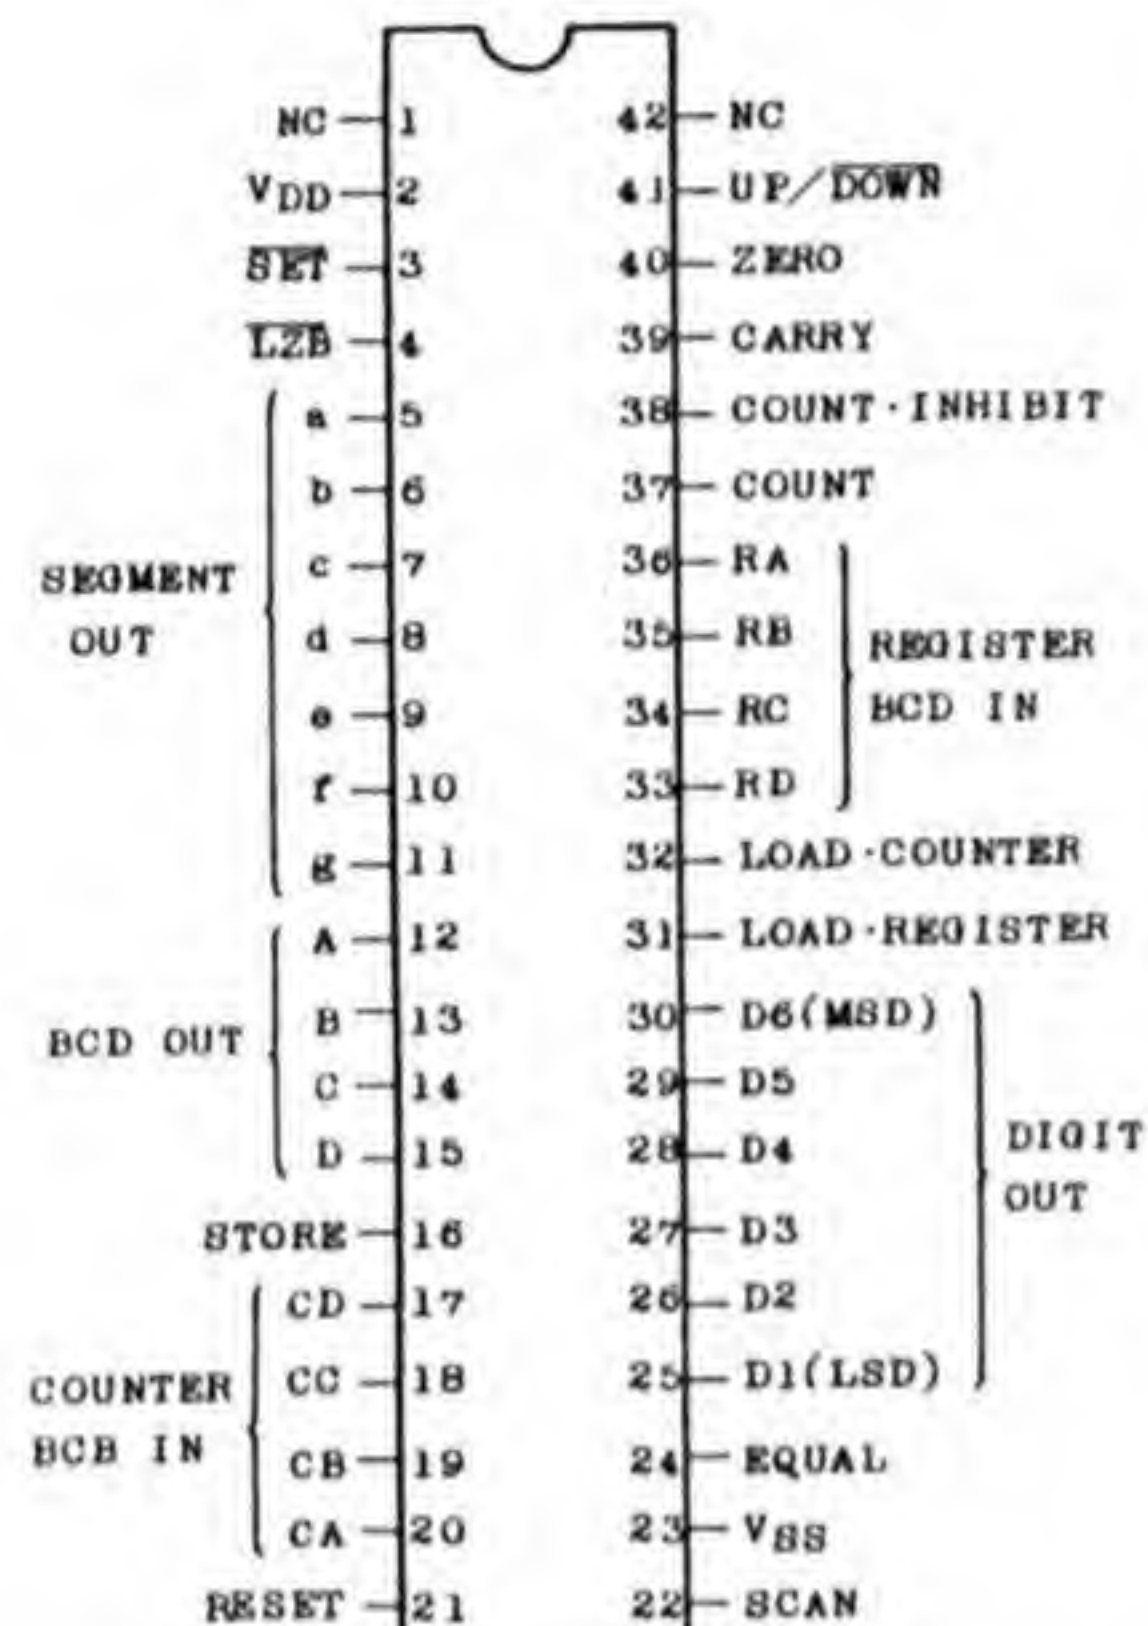 NC 1 42 NC
VDD 2 41 UP/DOWN
SET 3 40 ZERO
LZB 4 39 CARRY
a 5 38 COUNT·INHIBIT
b 6 37 COUNT
c 7 36 RA
d 8 35 RB
e 9 34 RC
f 10 33 RD
g 11 32 LOAD·COUNTER
SEGMENT
OUT
REGISTER
BCD IN
A 12 31 LOAD·REGISTER
B 13 30 D6(MSD)
C 14 29 D5
D 15 28 D4
BCD OUT
STORE 16 27 D3
CD 17 26 D2
CC 18 25 D1(LSD)
DIGIT
OUT
CB 19 24 EQUAL
CA 20 23 VSS
COUNTER
BCB IN
RESET 21 22 SCAN